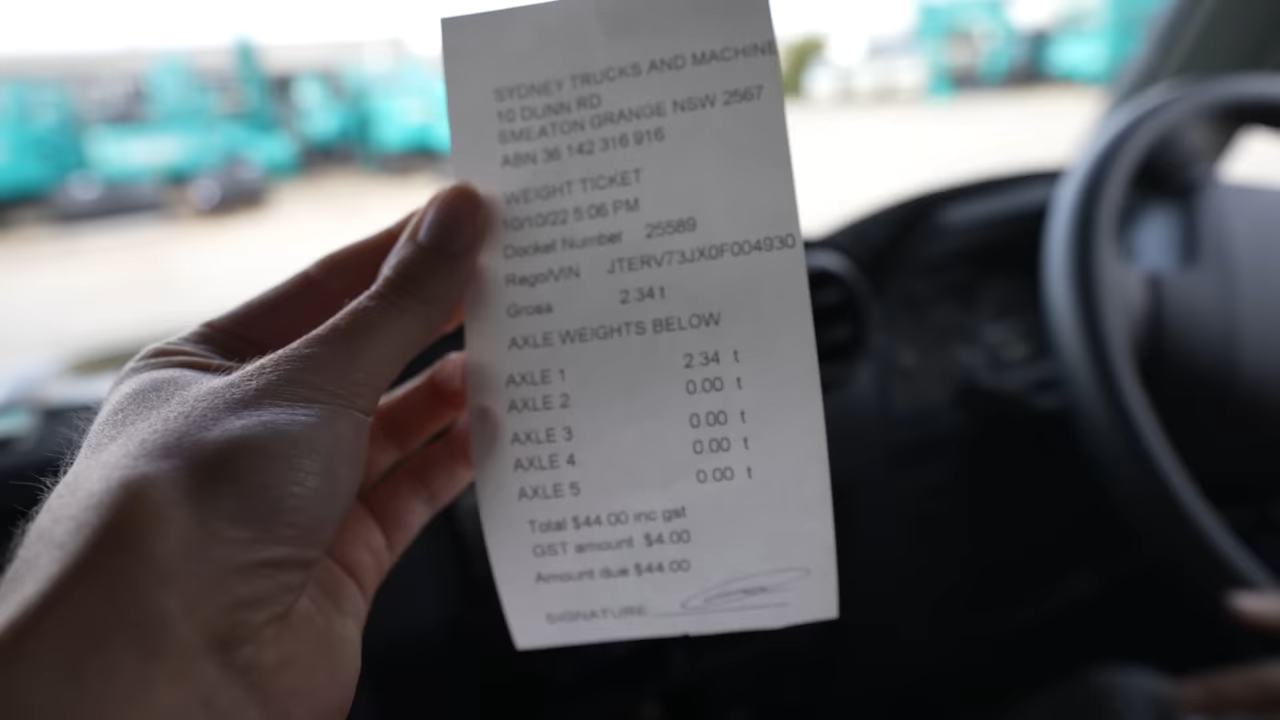 SYDNEY TRUCKS AND MACHINE
10 DUNN RD
SMEATON GRANGE NSW 2567
ABN 36 142 316 916
WEIGHT TICKET
10/10/22 5:06 PM
Docket Number 25589
Rego/VIN JTERV73JX0F004930
Gross 2.34 t
AXLE WEIGHTS BELOW
AXLE 1 2.34 t
AXLE 2 0.00 t
AXLE 3 0.00 t
AXLE 4 0.00 t
AXLE 5 0.00 t
Total $44.00 inc gst
GST amount $4.00
Amount due $44.00
SIGNATURE